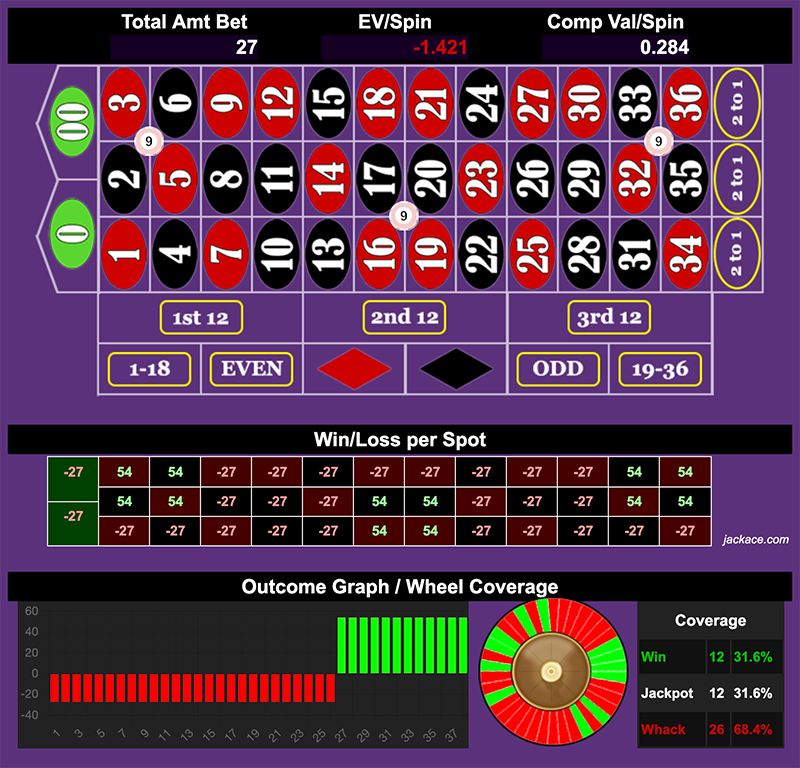 Total Amt Bet EV/Spin Comp Val/Spin
27 -1.421 0.284
00 3 6 9 12 15 18 21 24 27 30 33 36 2 to 1
9 9
2 5 8 11 14 17 20 23 26 29 32 35 2 to 1
9
0 1 4 7 10 13 16 19 22 25 28 31 34 2 to 1
1st 12 2nd 12 3rd 12
1-18 EVEN ODD 19-36
Win/Loss per Spot
-27 54 54 -27 -27 -27 -27 -27 -27 -27 -27 54 54
54 54 -27 -27 -27 54 54 -27 -27 -27 54 54
-27 -27 -27 -27 -27 -27 54 54 -27 -27 -27 -27 -27
jackace.com
Outcome Graph / Wheel Coverage
60
40
20
0
-20
-40
1 3 5 7 9 11 13 15 17 19 21 23 25 27 29 31 33 35 37
Coverage
Win 12 31.6%
Jackpot 12 31.6%
Whack 26 68.4%